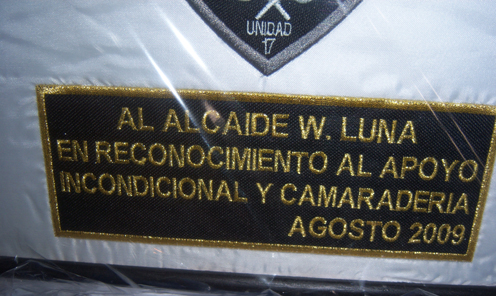 UNIDAD
17
AL ALCAIDE W. LUNA
EN RECONOCIMIENTO AL APOYO
INCONDICIONAL Y CAMARADERIA
AGOSTO 2009